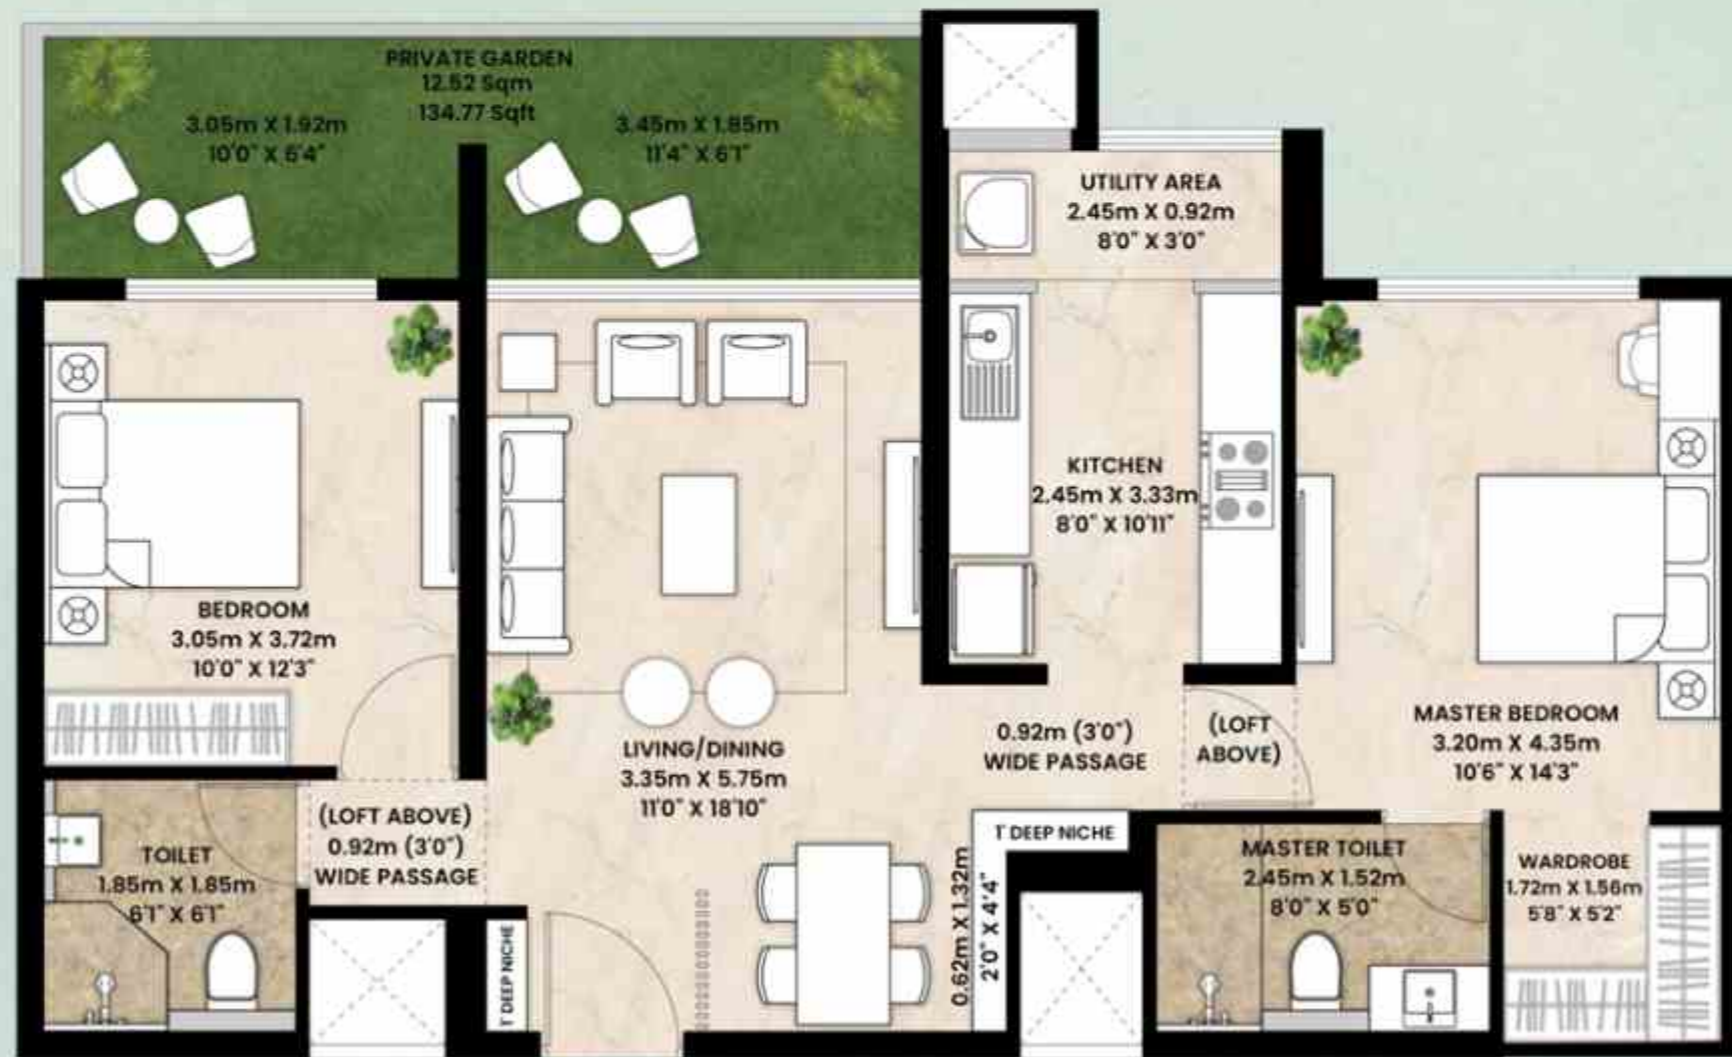 PRIVATE GARDEN
12.52 Sqm
134.77 Sqft
3.05m X 1.92m
10'0" X 6'4"
3.45m X 1.85m
11'4" X 6'1"
UTILITY AREA
2.45m X 0.92m
8'0" X 3'0"
KITCHEN
2.45m X 3.33m
8'0" X 10'11"
BEDROOM
3.05m X 3.72m
10'0" X 12'3"
LIVING/DINING
3.35m X 5.75m
11'0" X 18'10"
0.92m (3'0")
WIDE PASSAGE
(LOFT
ABOVE)
MASTER BEDROOM
3.20m X 4.35m
10'6" X 14'3"
(LOFT ABOVE)
0.92m (3'0")
WIDE PASSAGE
TOILET
1.85m X 1.85m
6'1" X 6'1"
1' DEEP NICHE
1' DEEP NICHE
0.62m X 1.32m
2'0" X 4'4"
MASTER TOILET
2.45m X 1.52m
8'0" X 5'0"
WARDROBE
1.72m X 1.56m
5'8" X 5'2"